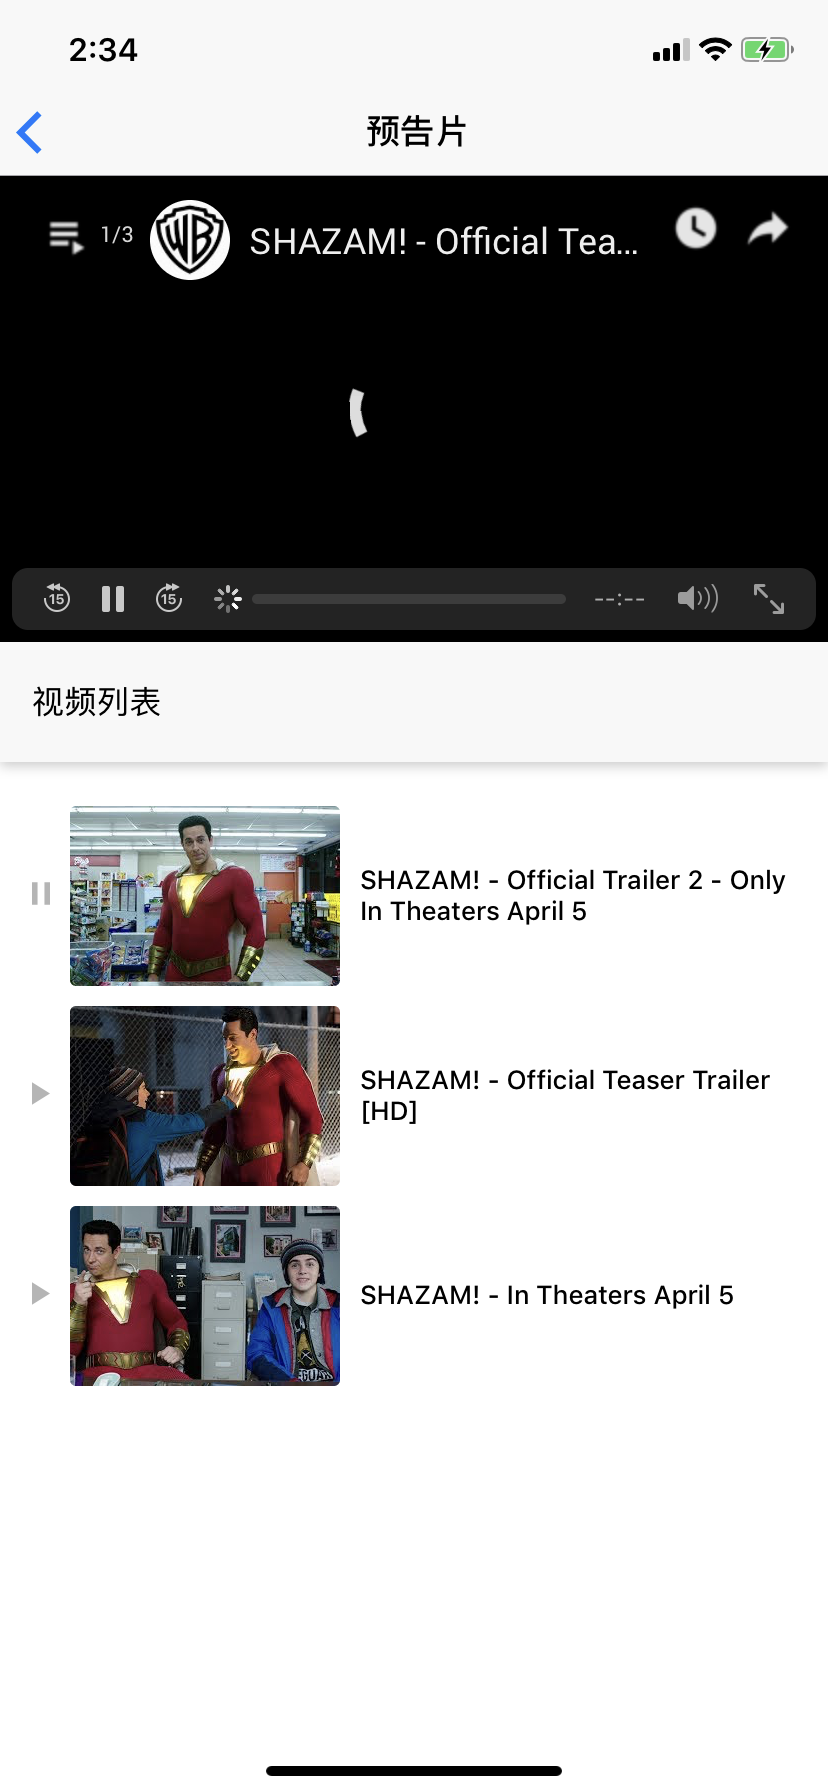 2:34
预告片
1/3
WB
SHAZAM! - Official Tea...
15
15
--:--
视频列表
SHAZAM! - Official Trailer 2 - Only
In Theaters April 5
SHAZAM! - Official Teaser Trailer
[HD]
SHAZAM! - In Theaters April 5